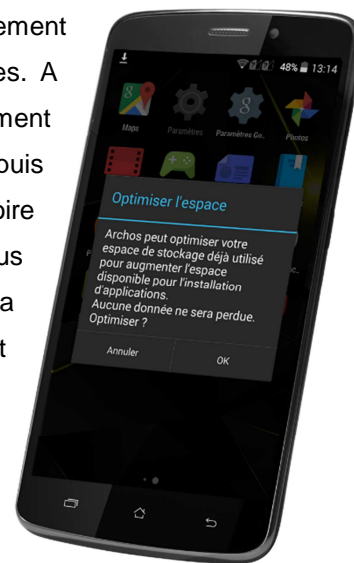 ement
es. A
ment
ouis
oire
us
a
t
48% 13:14
Maps
Paramètres
Paramètres Go..
Photos
Optimiser l'espace
Archos peut optimiser votre
espace de stockage déjà utilisé
pour augmenter l'espace
disponible pour l'installation
d'applications.
Aucune donnée ne sera perdue.
Optimiser ?
Annuler
OK